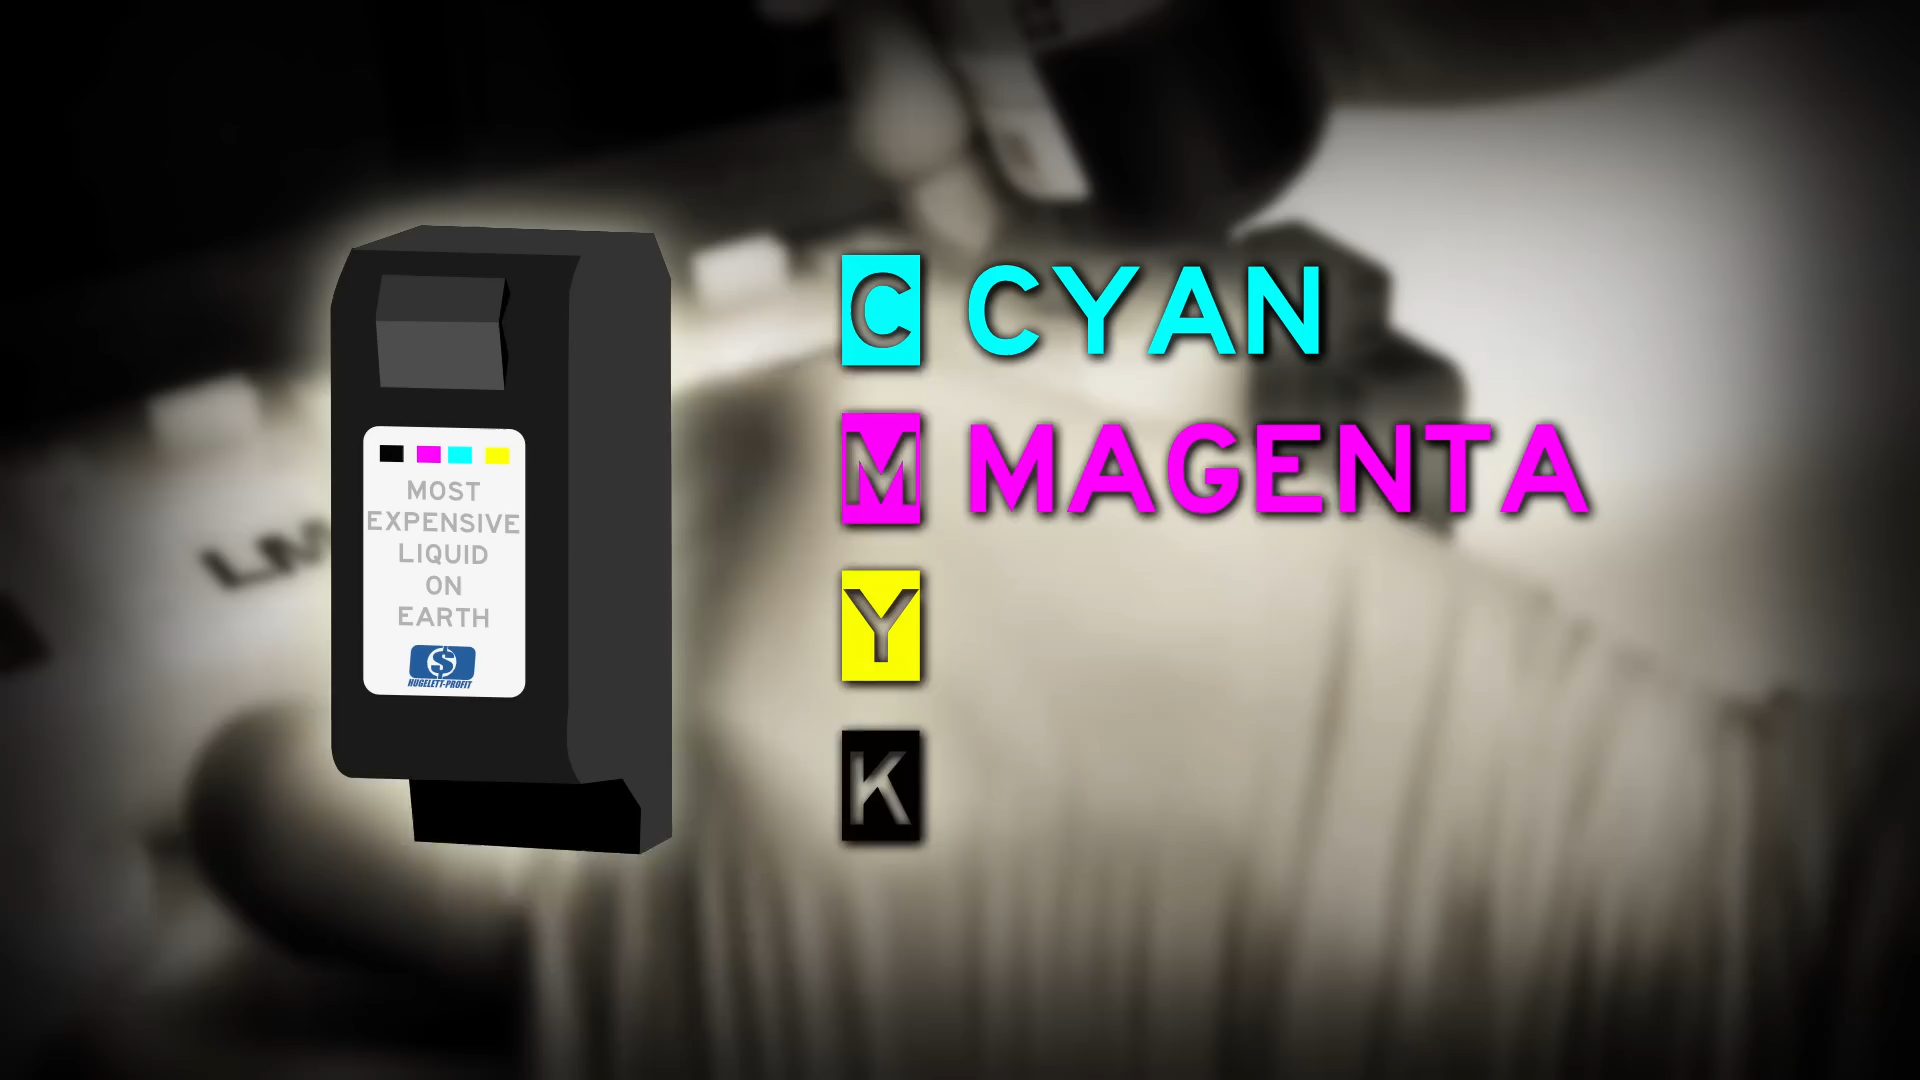 C CYAN
M MAGENTA
Y
K
MOST
EXPENSIVE
LIQUID
ON
EARTH
$
HUGELETT-PROFIT